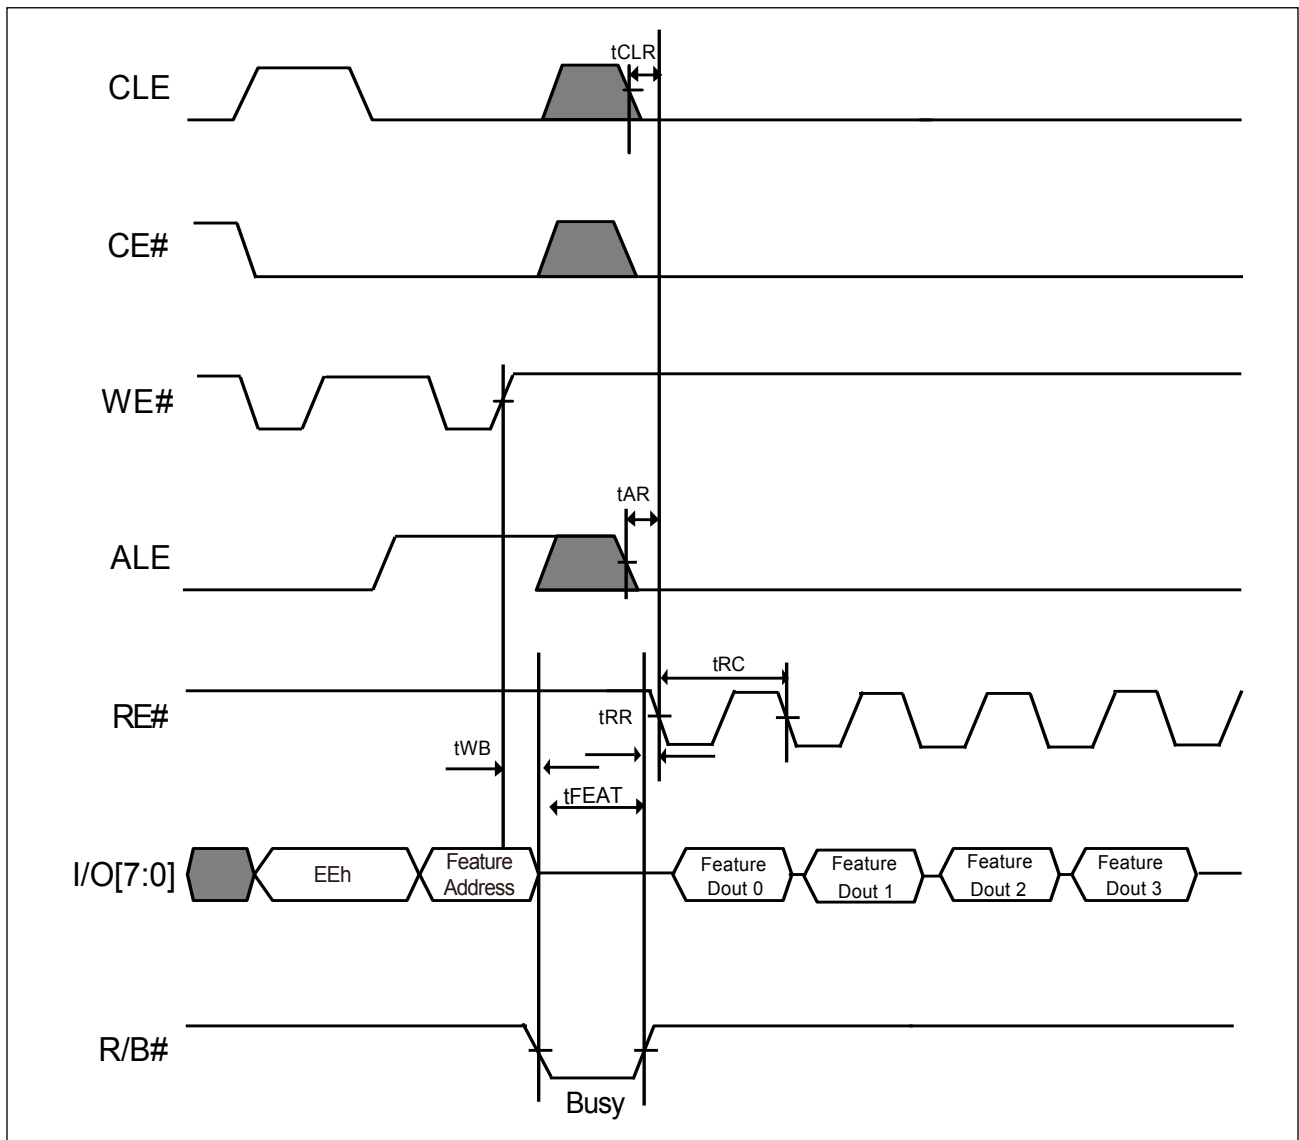 tCLR
CLE
CE#
WE#
tAR
ALE
tRC
RE#
tRR
tWB
tFEAT
I/O[7:0]
EEh
Feature
Address
Feature
Dout 0
Feature
Dout 1
Feature
Dout 2
Feature
Dout 3
R/B#
Busy